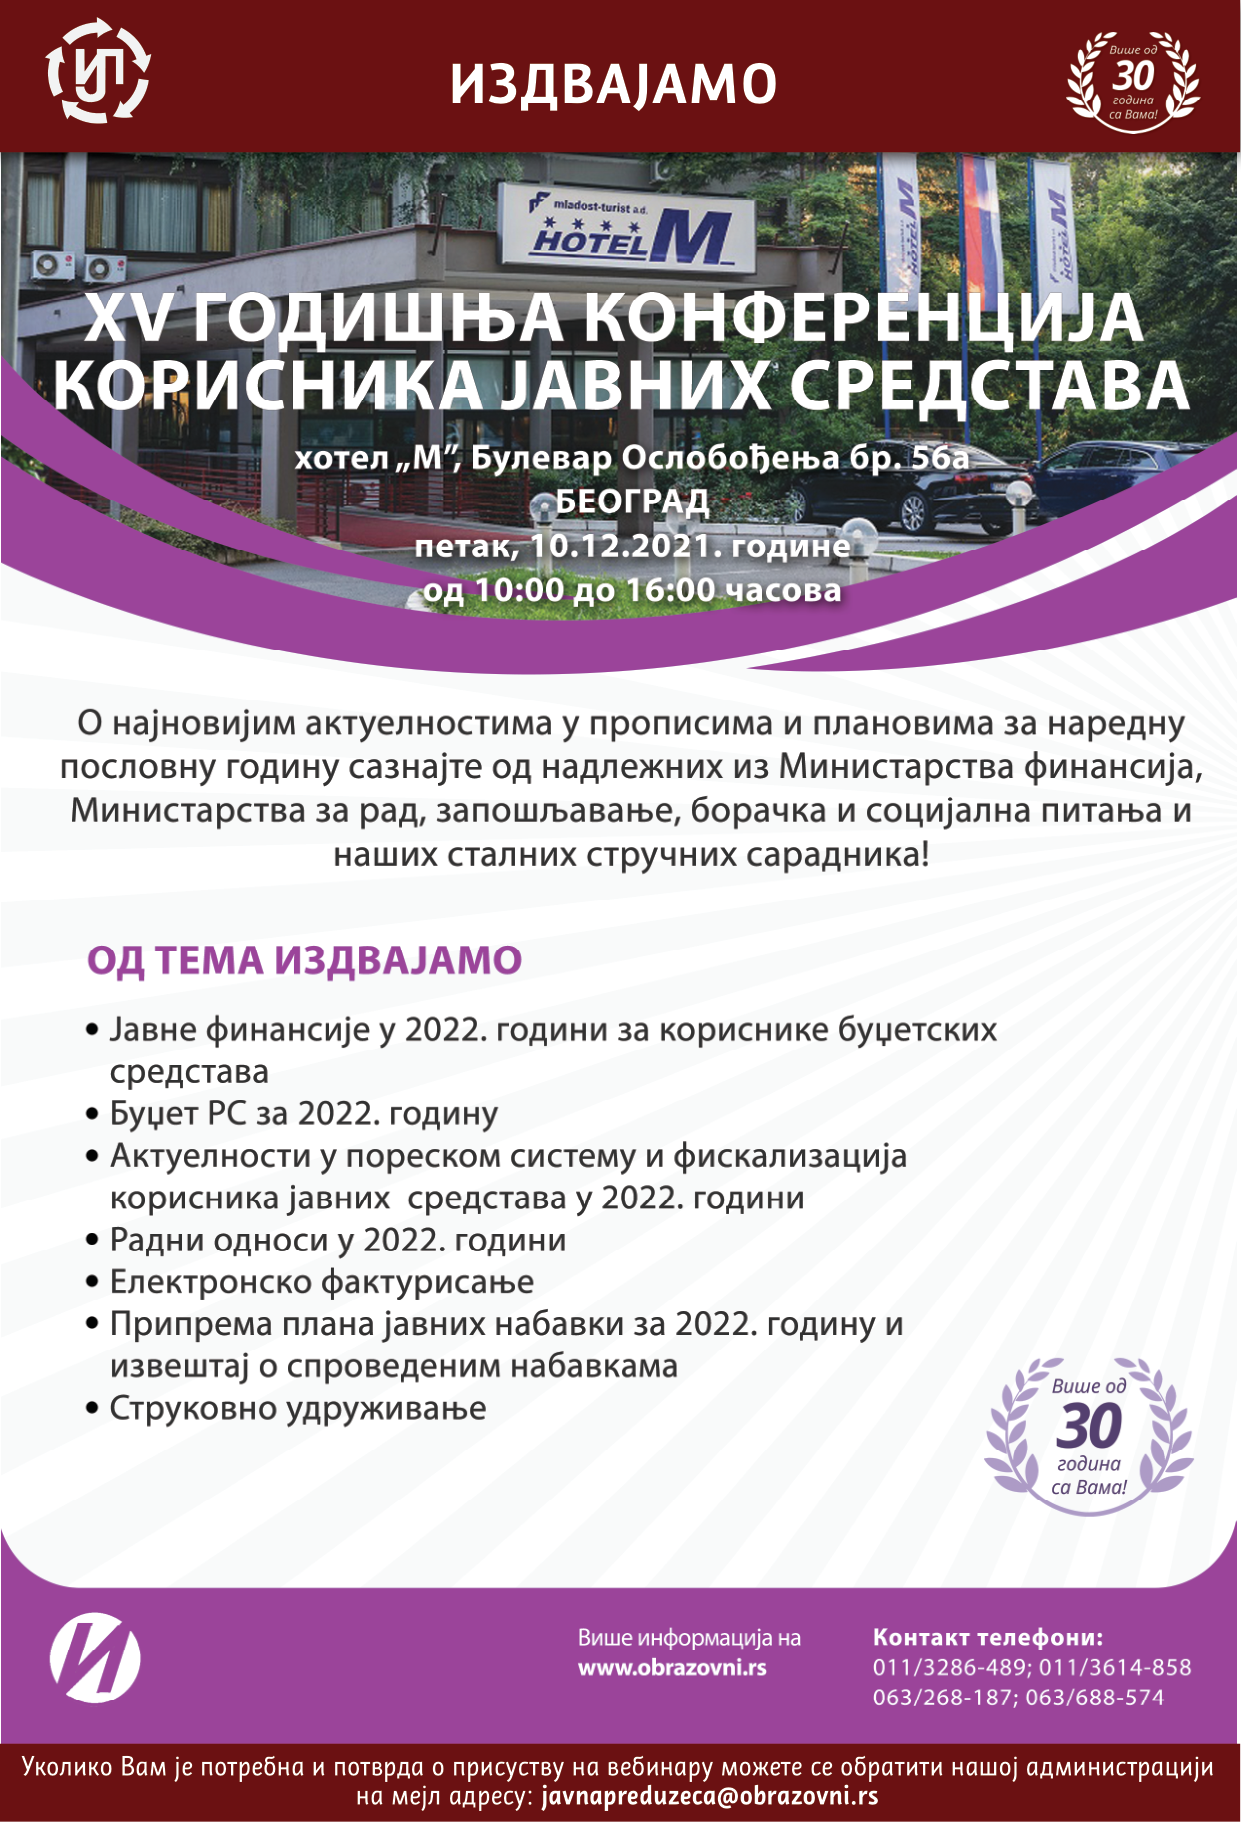 ИП
ИЗДВАЈАМО
Више од
30
година
са Вама!
mladost-turist a.d.
HOTEL M
HOTEL M
HOTEL M
XV ГОДИШЊА КОНФЕРЕНЦИЈА
КОРИСНИКА ЈАВНИХ СРЕДСТАВА
хотел „М”, Булевар Ослобођења бр. 56а
БЕОГРАД
петак, 10.12.2021. године
од 10:00 до 16:00 часова
О најновијим актуелностима у прописима и плановима за наредну
пословну годину сазнајте од надлежних из Министарства финансија,
Министарства за рад, запошљавање, борачка и социјална питања и
наших сталних стручних сарадника!
ОД ТЕМА ИЗДВАЈАМО
• Јавне финансије у 2022. години за кориснике буџетских
средстава
• Буџет РС за 2022. годину
• Актуелности у пореском систему и фискализација
корисника јавних  средстава у 2022. години
• Радни односи у 2022. години
• Електронско фактурисање
• Припрема плана јавних набавки за 2022. годину и
извештај о спроведеним набавкама
• Струковно удруживање
Више од
30
година
са Вама!
И
Више информација на
www.obrazovni.rs
Контакт телефони:
011/3286-489; 011/3614-858
063/268-187; 063/688-574
Уколико Вам је потребна и потврда о присуству на вебинару можете се обратити нашој администрацији
на мејл адресу: javnapreduzeca@obrazovni.rs